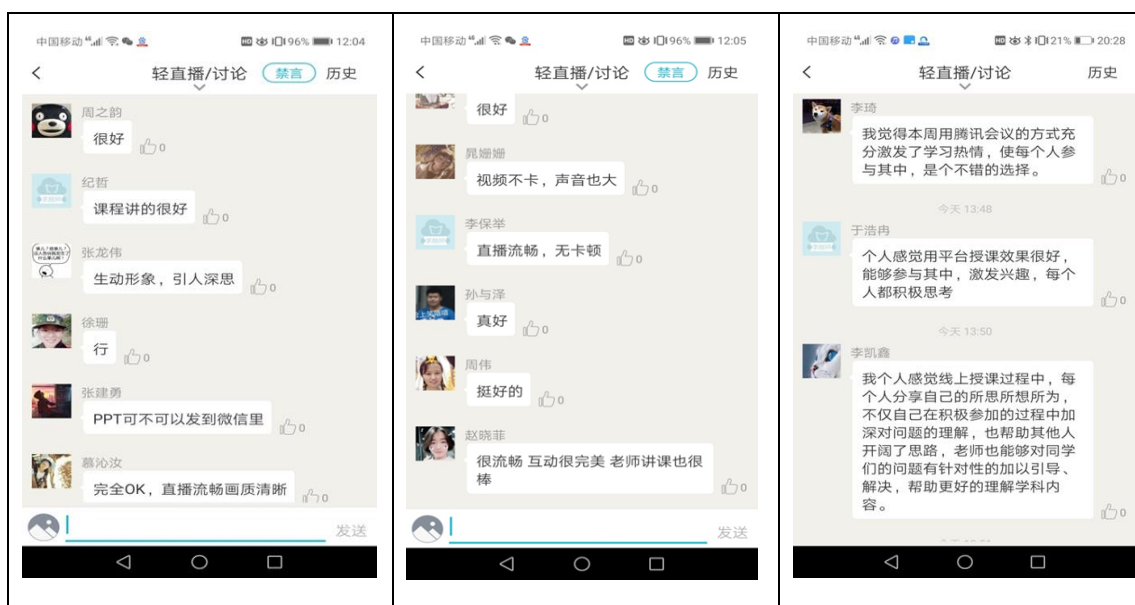 中国移动 96% 12:04
轻直播/讨论 禁言 历史
周之韵
很好
0
纪哲
课程讲的很好
0
张龙伟
生动形象，引人深思
0
徐珊
行
0
张建勇
PPT可不可以发到微信里
0
慕沁汝
完全OK，直播流畅画质清晰
0
发送
中国移动 96% 12:05
轻直播/讨论 禁言 历史
很好
0
晁姗姗
视频不卡，声音也大
0
李保举
直播流畅，无卡顿
0
孙与泽
真好
0
周伟
挺好的
0
赵晓菲
很流畅 互动很完美 老师讲课也很
棒
0
发送
中国移动 21% 20:28
轻直播/讨论 历史
李琦
我觉得本周用腾讯会议的方式充
分激发了学习热情，使每个人参
与其中，是个不错的选择。
0
今天 13:48
于浩冉
个人感觉用平台授课效果很好，
能够参与其中，激发兴趣，每个
人都积极思考
0
今天 13:50
李凯鑫
我个人感觉线上授课过程中，每
个人分享自己的所思所想所为，
不仅自己在积极参加的过程中加
深对问题的理解，也帮助其他人
开阔了思路，老师也能够对同学
们的问题有针对性的加以引导、
解决，帮助更好的理解学科内
容。
0